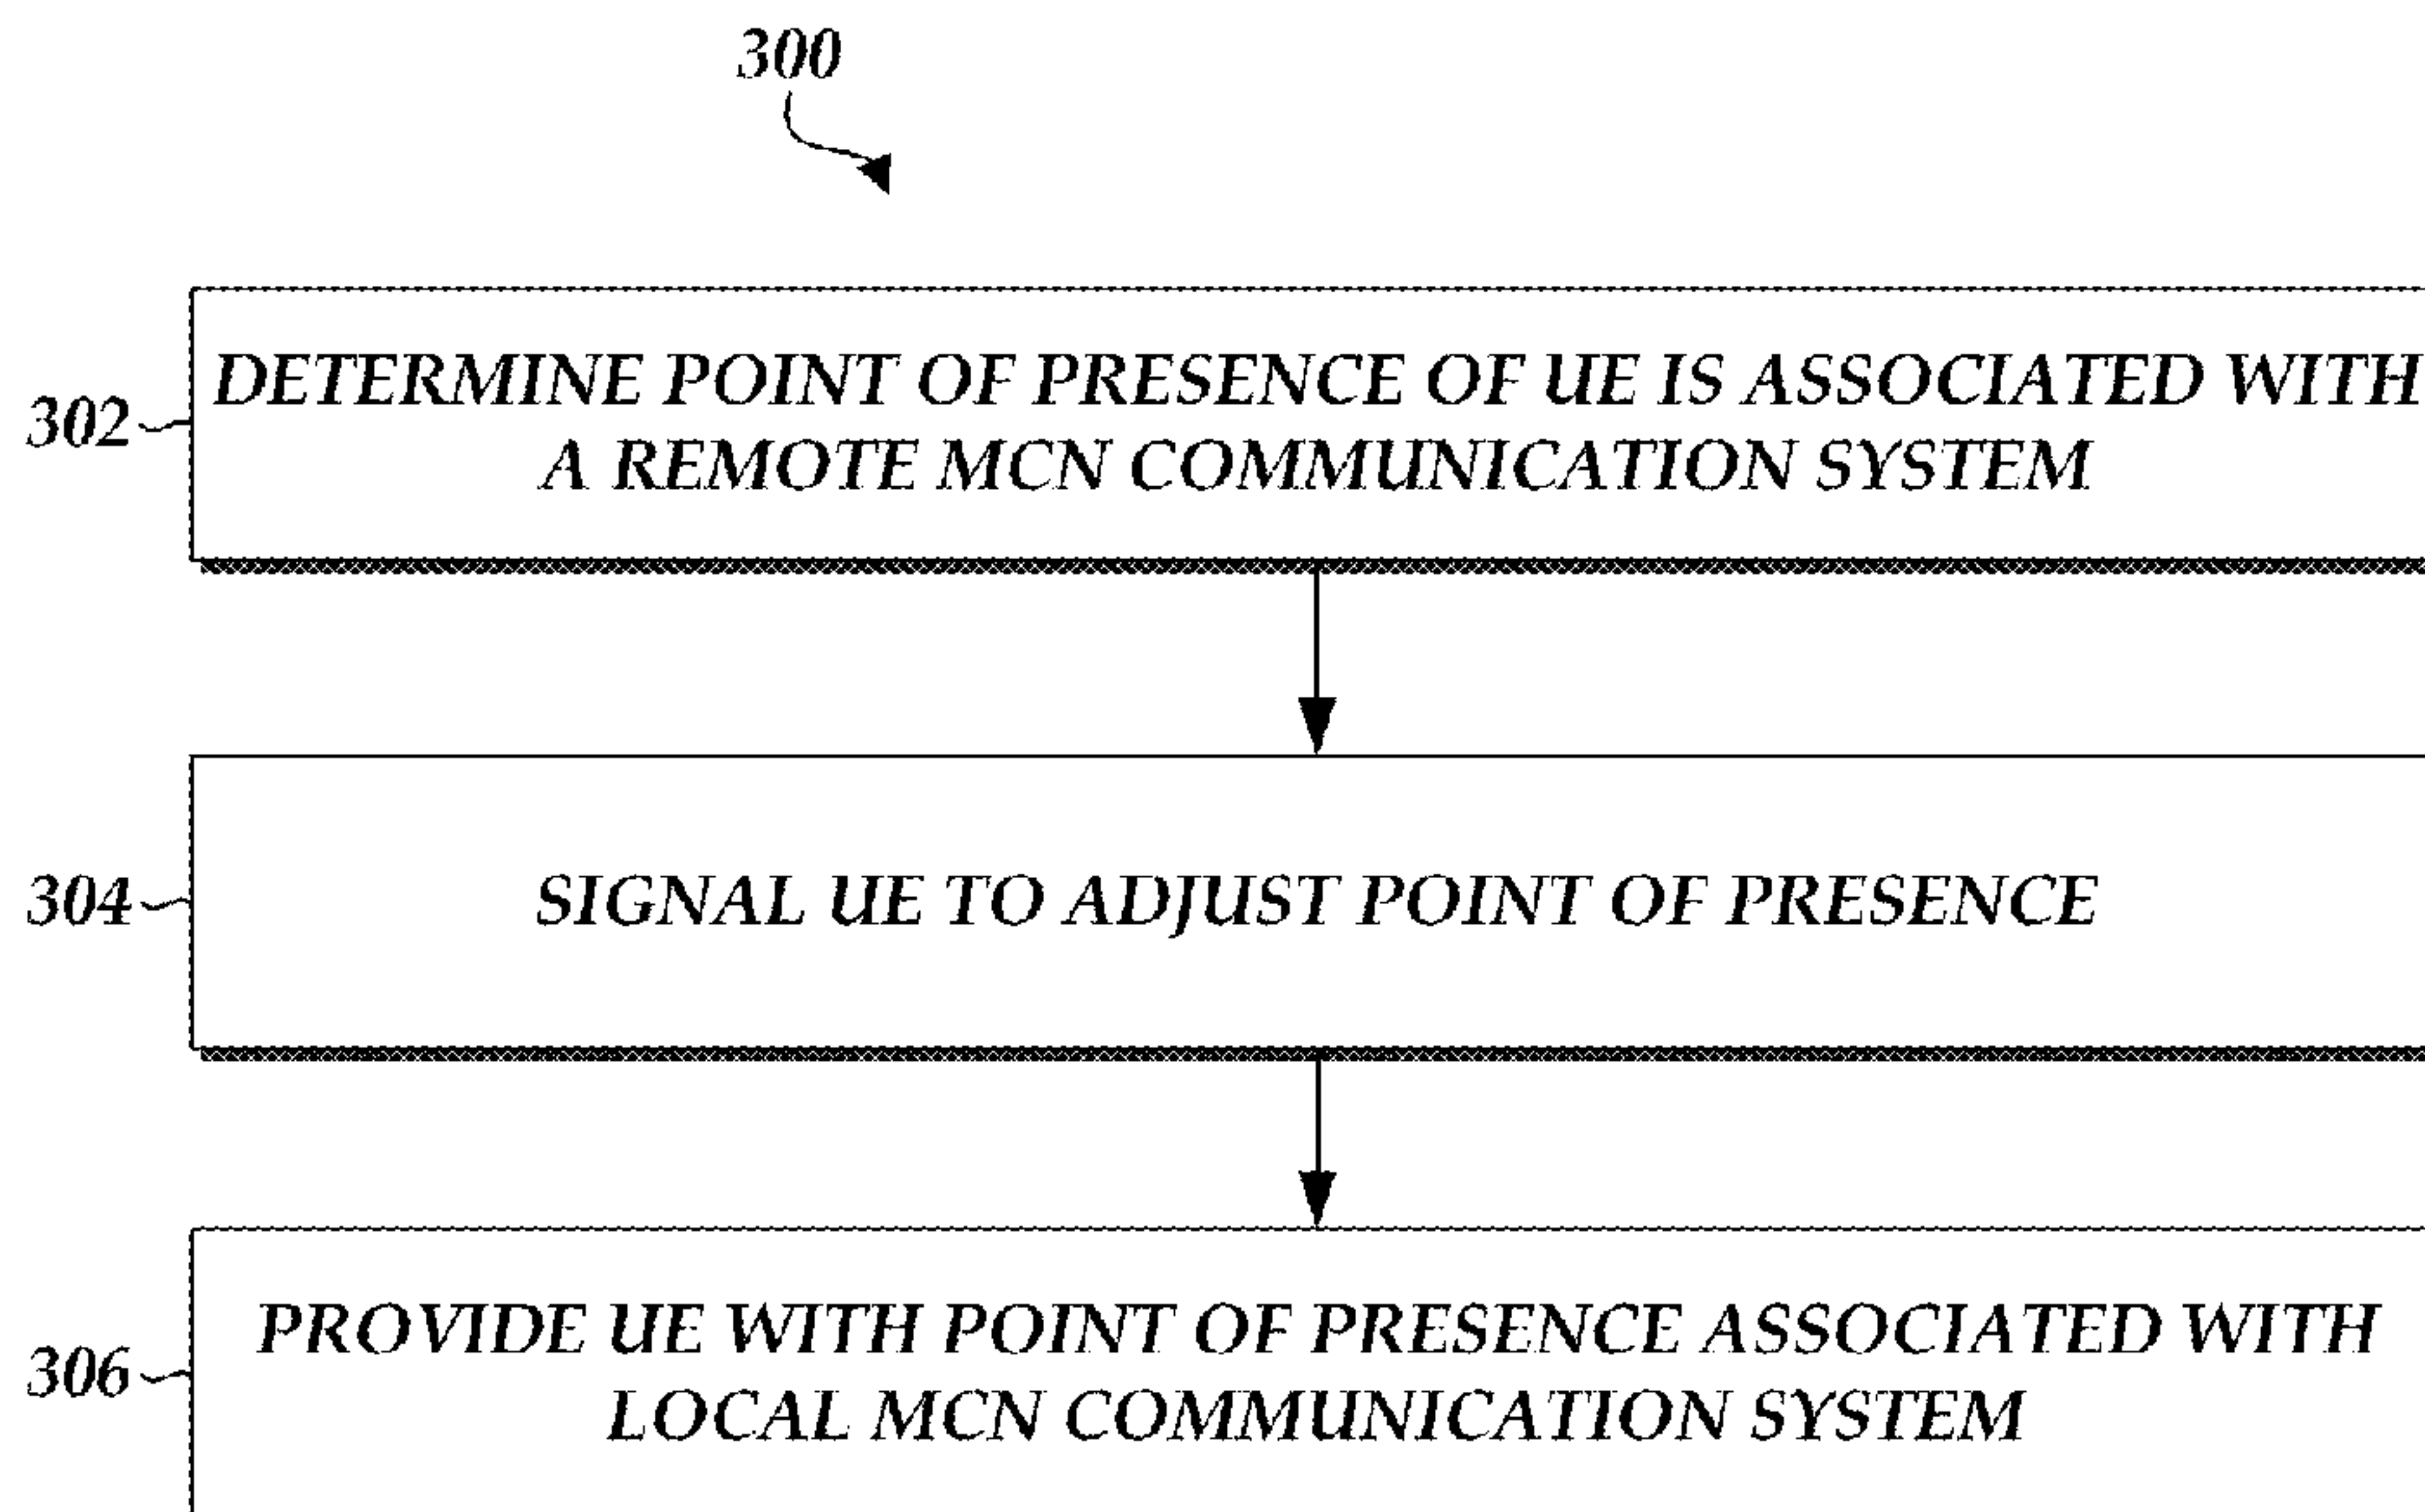 300
302
DETERMINE POINT OF PRESENCE OF UE IS ASSOCIATED WITH
A REMOTE MCN COMMUNICATION SYSTEM
304
SIGNAL UE TO ADJUST POINT OF PRESENCE
306
PROVIDE UE WITH POINT OF PRESENCE ASSOCIATED WITH
LOCAL MCN COMMUNICATION SYSTEM